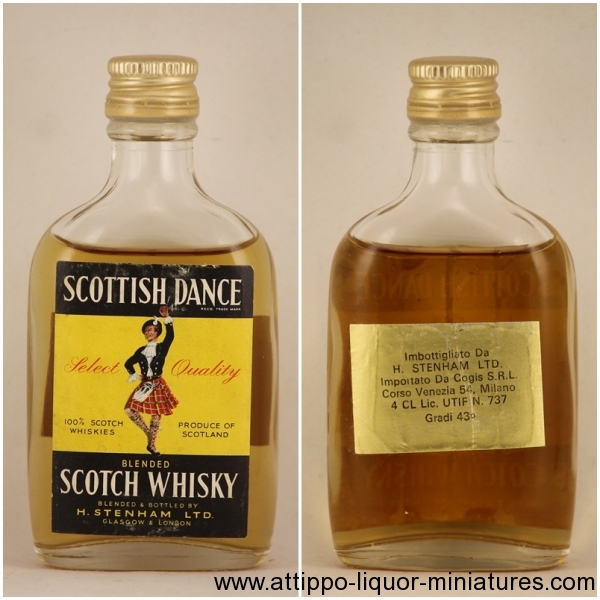 SCOTTISH DANCE
REGD. TRADE MARK
Select Quality
100% SCOTCH WHISKIES
PRODUCE OF SCOTLAND
BLENDED
SCOTCH WHISKY
BLENDED & BOTTLED BY
H. STENHAM LTD.
GLASGOW & LONDON
Imbottigliato Da
H. STENHAM LTD.
Importato Da Cogis S.R.L.
Corso Venezia 54, Milano
4 CL Lic. UTIF N. 737
Gradi 43º
www.attippo-liquor-miniatures.com